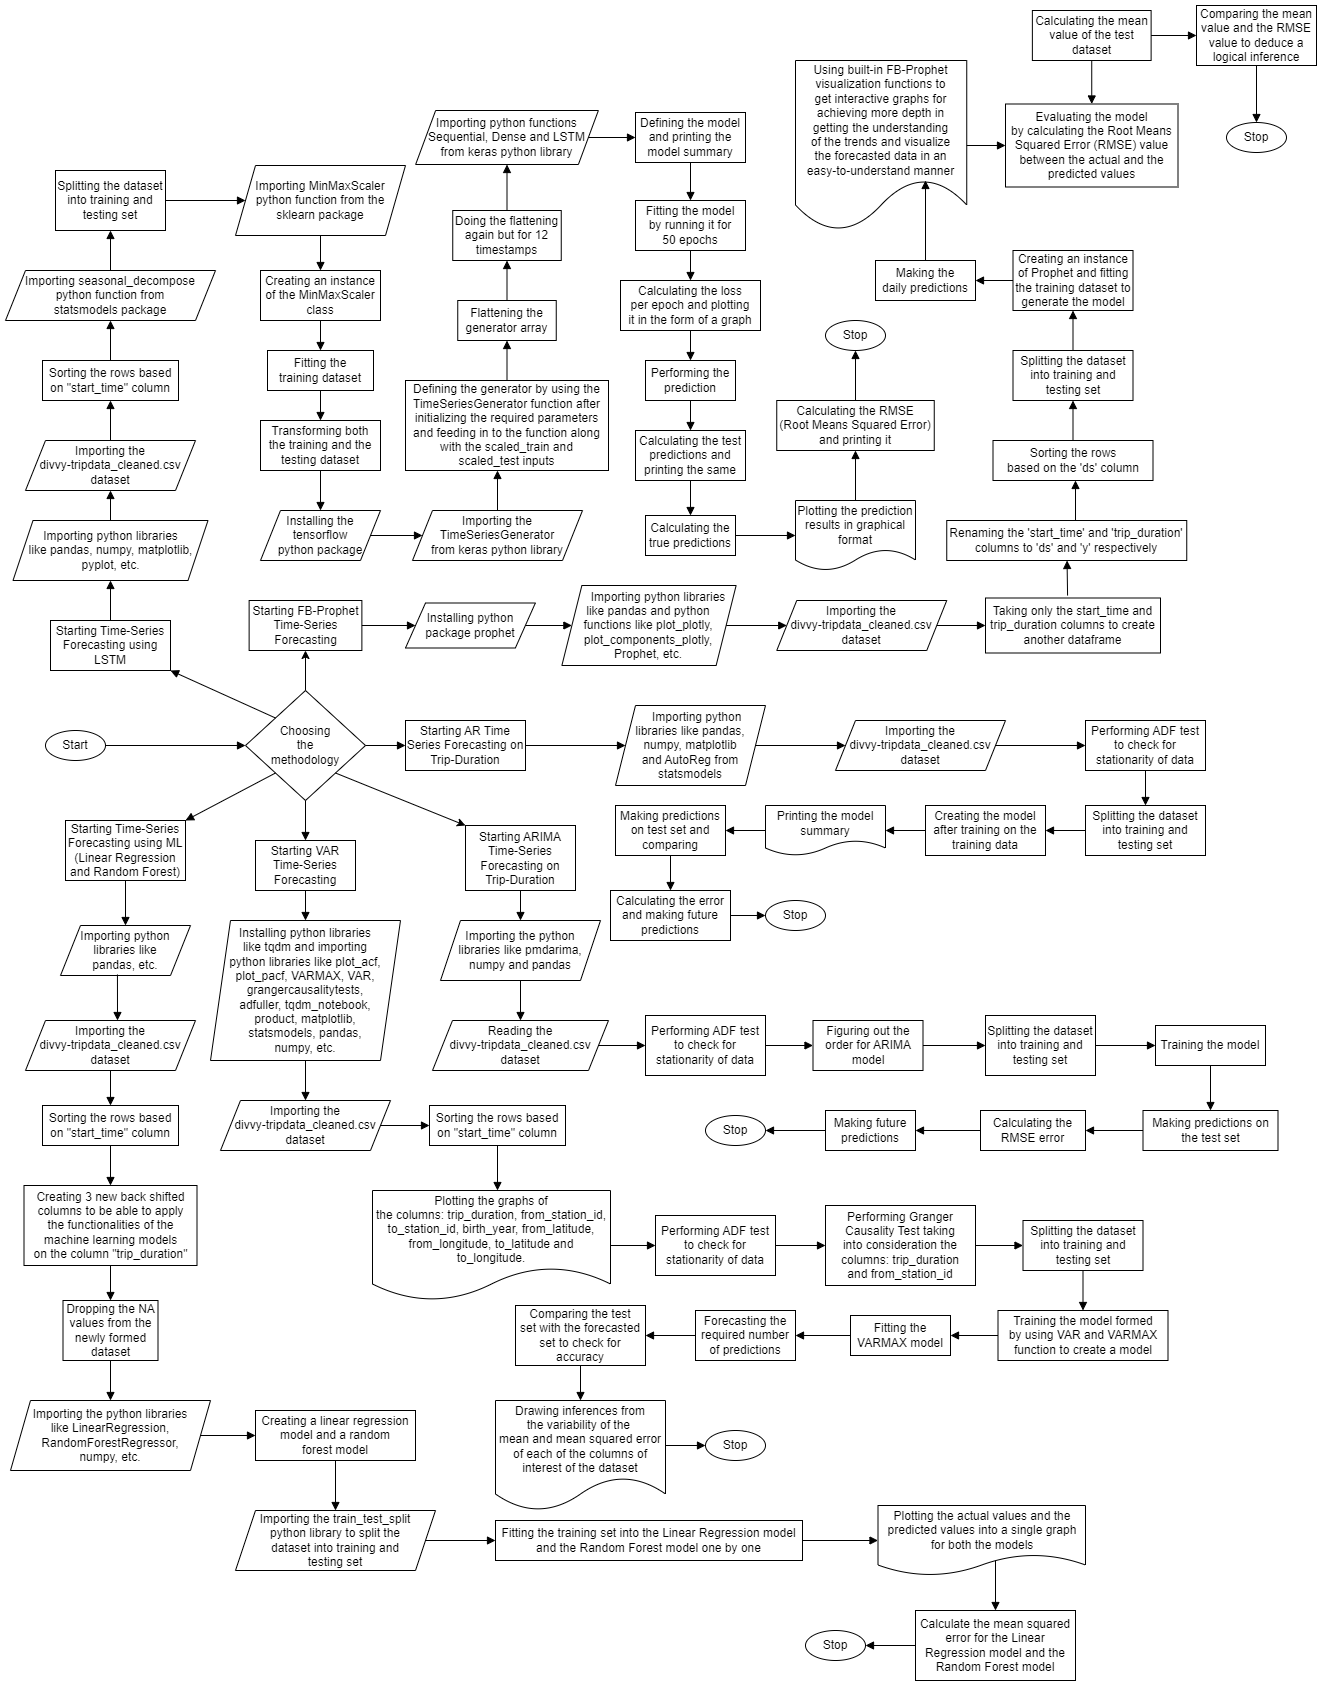 Calculating the mean
value of the test
dataset
Comparing the mean
value and the RMSE
value to deduce a
logical inference
Stop
Using built-in FB-Prophet
visualization functions to
get interactive graphs for
achieving more depth in
getting the understanding
of the trends and visualize
the forecasted data in an
easy-to-understand manner
Evaluating the model
by calculating the Root Means
Squared Error (RMSE) value
between the actual and the
predicted values
Importing python functions
Sequential, Dense and LSTM
from keras python library
Defining the model
and printing the
model summary
Splitting the dataset
into training and
testing set
Importing MinMaxScaler
python function from the
sklearn package
Doing the flattening
again but for 12
timestamps
Fitting the model
by running it for
50 epochs
Importing seasonal_decompose
python function from
statsmodels package
Creating an instance
of the MinMaxScaler
class
Flattening the
generator array
Calculating the loss
per epoch and plotting
it in the form of a graph
Making the
daily predictions
Creating an instance
of Prophet and fitting
the training dataset to
generate the model
Stop
Sorting the rows based
on "start_time" column
Fitting the
training dataset
Defining the generator by using the
TimeSeriesGenerator function after
initializing the required parameters
and feeding in to the function along
with the scaled_train and
scaled_test inputs
Performing the
prediction
Splitting the dataset
into training and
testing set
Calculating the RMSE
(Root Means Squared Error)
and printing it
Importing the
divvy-tripdata_cleaned.csv
dataset
Transforming both
the training and the
testing dataset
Calculating the test
predictions and
printing the same
Sorting the rows
based on the 'ds' column
Importing python libraries
like pandas, numpy, matplotlib,
pyplot, etc.
Installing the
tensorflow
python package
Importing the
TimeSeriesGenerator
from keras python library
Calculating the
true predictions
Plotting the prediction
results in graphical
format
Renaming the 'start_time' and 'trip_duration'
columns to 'ds' and 'y' respectively
Starting Time-Series
Forecasting using
LSTM
Starting FB-Prophet
Time-Series
Forecasting
Installing python
package prophet
Importing python libraries
like pandas and python
functions like plot_plotly,
plot_components_plotly,
Prophet, etc.
Importing the
divvy-tripdata_cleaned.csv
dataset
Taking only the start_time and
trip_duration columns to create
another dataframe
Start
Choosing
the
methodology
Starting AR Time
Series Forecasting on
Trip-Duration
Importing python
libraries like pandas,
numpy, matplotlib
and AutoReg from
statsmodels
Importing the
divvy-tripdata_cleaned.csv
dataset
Performing ADF test
to check for
stationarity of data
Making predictions
on test set and
comparing
Printing the model
summary
Creating the model
after training on the
training data
Splitting the dataset
into training and
testing set
Starting Time-Series
Forecasting using ML
(Linear Regression
and Random Forest)
Starting VAR
Time-Series
Forecasting
Starting ARIMA
Time-Series
Forecasting on
Trip-Duration
Calculating the error
and making future
predictions
Stop
Importing python
libraries like
pandas, etc.
Installing python libraries
like tqdm and importing
python libraries like plot_acf,
plot_pacf, VARMAX, VAR,
grangercausalitytests,
adfuller, tqdm_notebook,
product, matplotlib,
statsmodels, pandas,
numpy, etc.
Importing the python
libraries like pmdarima,
numpy and pandas
Importing the
divvy-tripdata_cleaned.csv
dataset
Reading the
divvy-tripdata_cleaned.csv
dataset
Performing ADF test
to check for
stationarity of data
Figuring out the
order for ARIMA
model
Splitting the dataset
into training and
testing set
Training the model
Sorting the rows based
on "start_time" column
Importing the
divvy-tripdata_cleaned.csv
dataset
Sorting the rows based
on "start_time" column
Stop
Making future
predictions
Calculating the
RMSE error
Making predictions on
the test set
Creating 3 new back shifted
columns to be able to apply
the functionalities of the
machine learning models
on the column "trip_duration"
Plotting the graphs of
the columns: trip_duration, from_station_id,
to_station_id, birth_year, from_latitude,
from_longitude, to_latitude and
to_longitude.
Performing ADF test
to check for
stationarity of data
Performing Granger
Causality Test taking
into consideration the
columns: trip_duration
and from_station_id
Splitting the dataset
into training and
testing set
Dropping the NA
values from the
newly formed
dataset
Comparing the test
set with the forecasted
set to check for
accuracy
Forecasting the
required number
of predictions
Fitting the
VARMAX model
Training the model formed
by using VAR and VARMAX
function to create a model
Importing the python libraries
like LinearRegression,
RandomForestRegressor,
numpy, etc.
Creating a linear regression
model and a random
forest model
Drawing inferences from
the variability of the
mean and mean squared error
of each of the columns of
interest of the dataset
Stop
Importing the train_test_split
python library to split the
dataset into training and
testing set
Fitting the training set into the Linear Regression model
and the Random Forest model one by one
Plotting the actual values and the
predicted values into a single graph
for both the models
Stop
Calculate the mean squared
error for the Linear
Regression model and the
Random Forest model